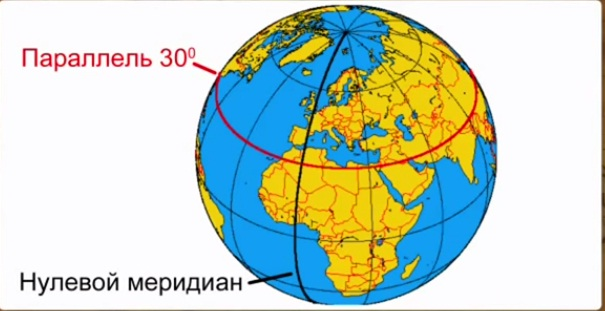 Параллель 30⁰
Нулевой меридиан